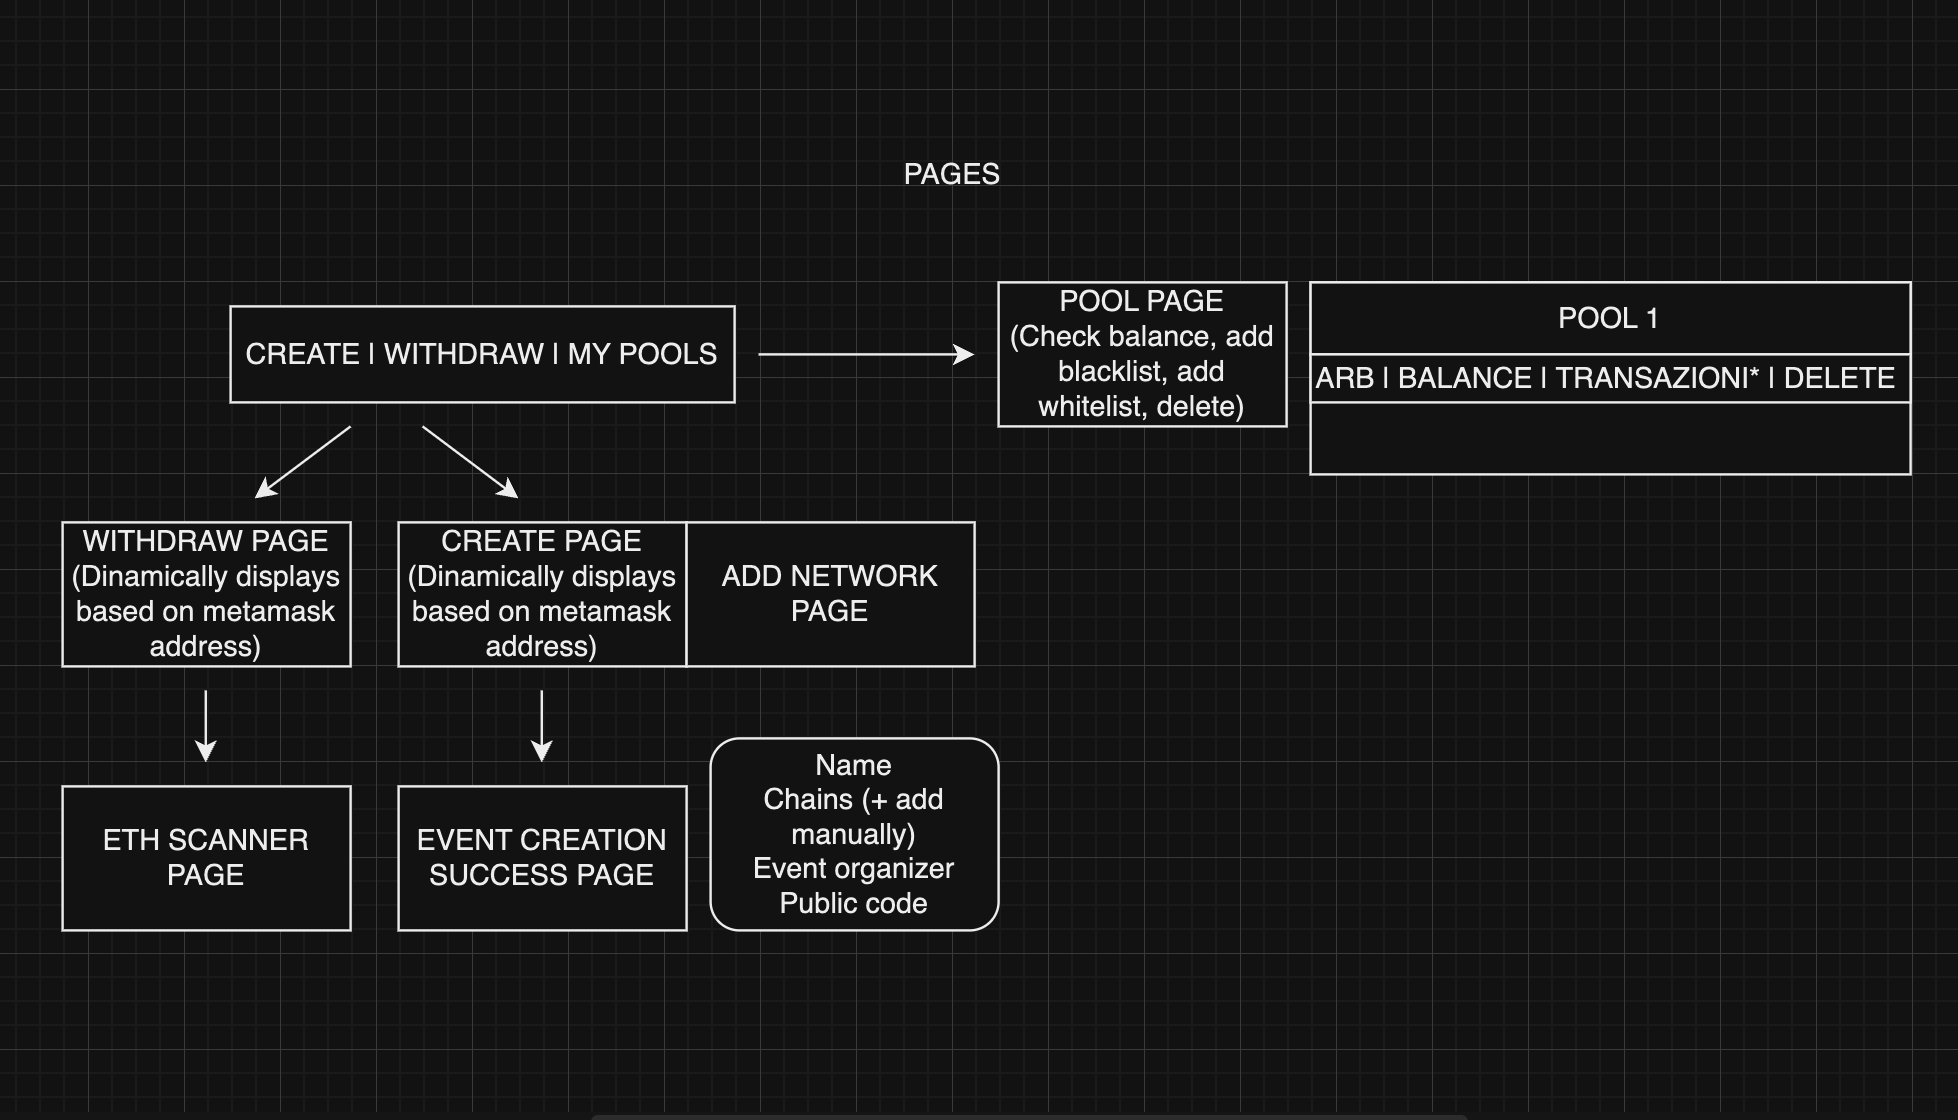 PAGES
CREATE | WITHDRAW | MY POOLS
POOL PAGE
(Check balance, add
blacklist, add
whitelist, delete)
POOL 1
ARB | BALANCE | TRANSAZIONI* | DELETE
WITHDRAW PAGE
(Dinamically displays
based on metamask
address)
CREATE PAGE
(Dinamically displays
based on metamask
address)
ADD NETWORK
PAGE
ETH SCANNER
PAGE
EVENT CREATION
SUCCESS PAGE
Name
Chains (+ add
manually)
Event organizer
Public code